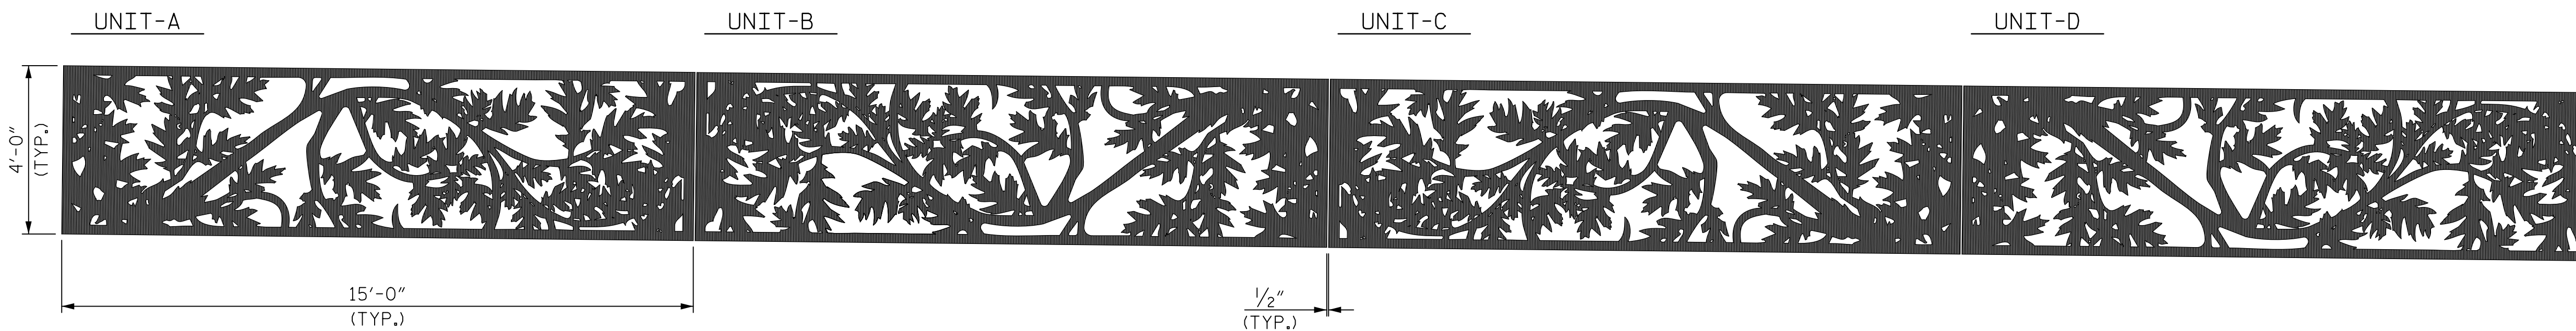 UNIT-A UNIT-B UNIT-C UNIT-D
4'-0"
(TYP.)
15'-0"
(TYP.)
1/2"
(TYP.)